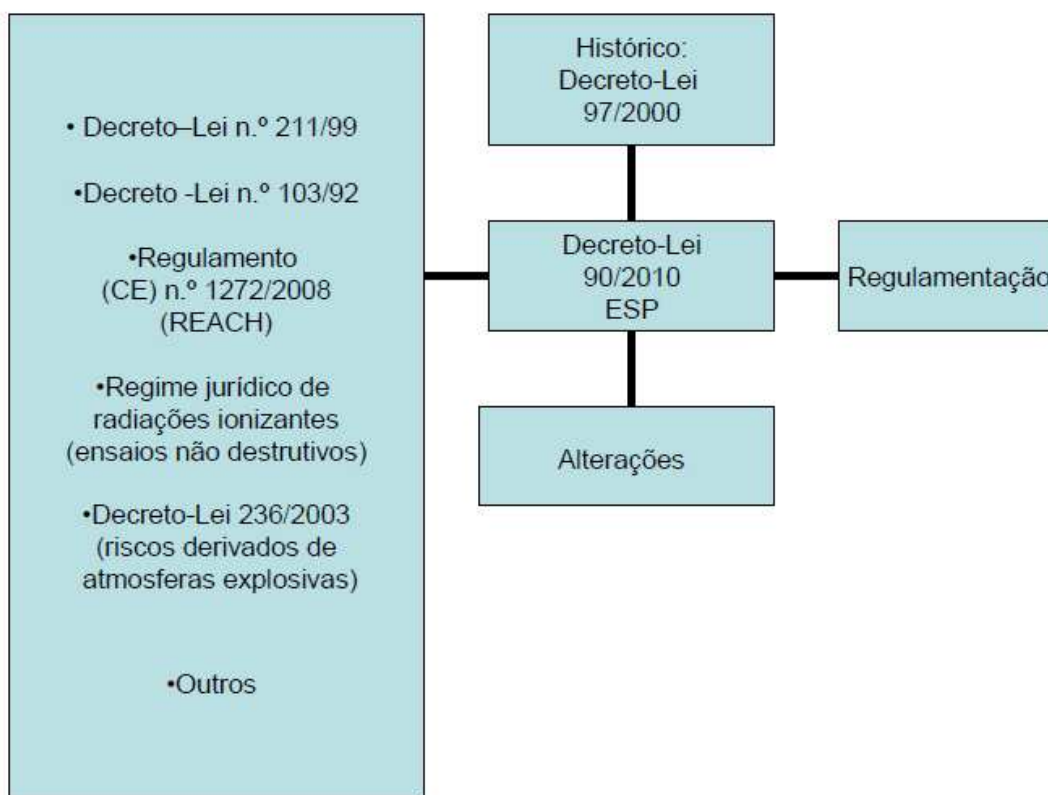 • Decreto–Lei n.º 211/99
•Decreto -Lei n.º 103/92
•Regulamento
(CE) n.º 1272/2008
(REACH)
•Regime jurídico de
radiações ionizantes
(ensaios não destrutivos)
•Decreto-Lei 236/2003
(riscos derivados de
atmosferas explosivas)
•Outros
Histórico:
Decreto-Lei
97/2000
Decreto-Lei
90/2010
ESP
Regulamentação
Alterações